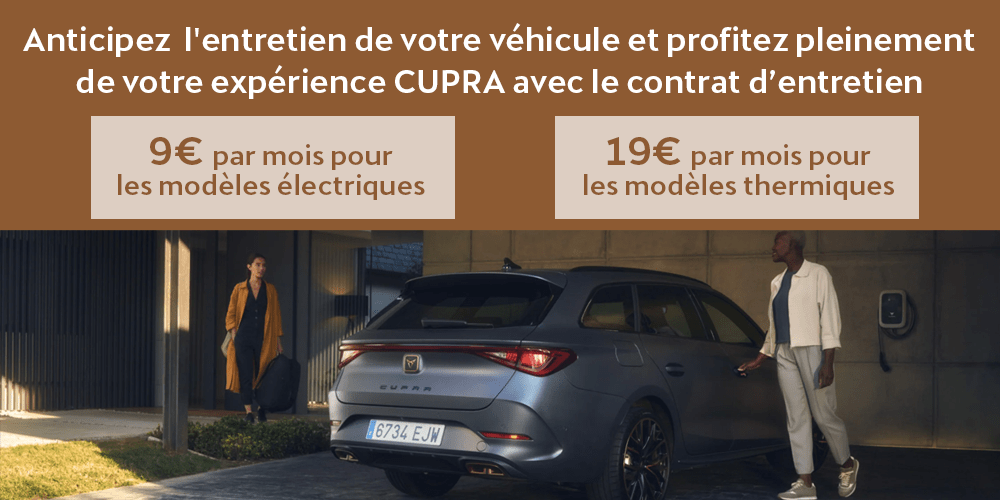 Anticipez l'entretien de votre véhicule et profitez pleinement
de votre expérience CUPRA avec le contrat d’entretien
9€ par mois pour
les modèles électriques
19€ par mois pour
les modèles thermiques
CUPRA
6734 EJW